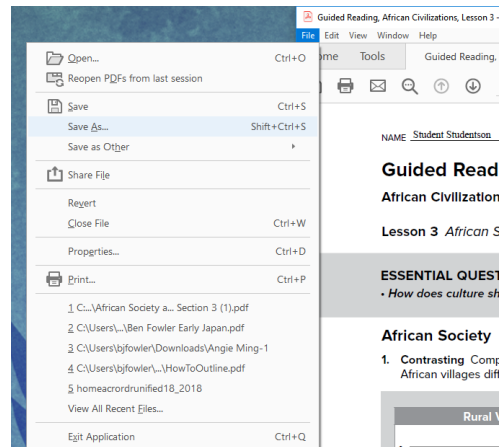 Guided Reading, African Civilizations, Lesson 3 -
File Edit View Window Help
ome Tools Guided Reading,
Open... Ctrl+O
Reopen PDFs from last session
Save Ctrl+S
Save As... Shift+Ctrl+S
Save as Other
Share File
Revert
Close File Ctrl+W
Properties... Ctrl+D
Print... Ctrl+P
1 C:...\African Society a... Section 3 (1).pdf
2 C:\Users\...\Ben Fowler Early Japan.pdf
3 C:\Users\bjfowler\Downloads\Angie Ming-1
4 C:\Users\bjfowler\...\HowToOutline.pdf
5 homeacrordrunified18_2018
View All Recent Files...
Exit Application Ctrl+Q
NAME Student Studentson
Guided Read
African Civilization
Lesson 3 African S
ESSENTIAL QUEST
• How does culture sh
African Society
1. Contrasting Comp
African villages diff
Rural V